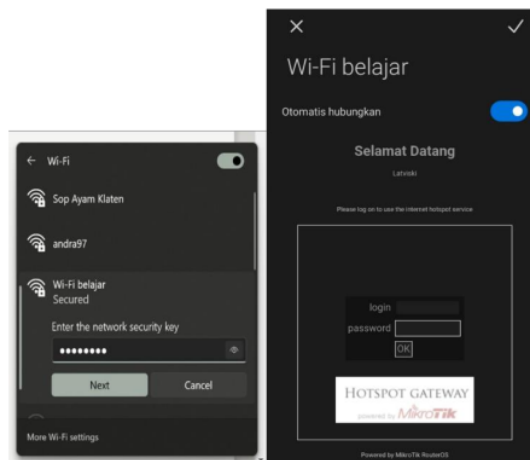 Wi-Fi
Sop Ayam Klaten
andra97
Wi-Fi belajar
Secured
Enter the network security key
Next
Cancel
More Wi-Fi settings
Wi-Fi belajar
Otomatis hubungkan
Selamat Datang
Latviski
Please log on to use the internet hotspot service
login
password
OK
HOTSPOT GATEWAY
powered by MikroTik
Powered by MikroTik RouterOS